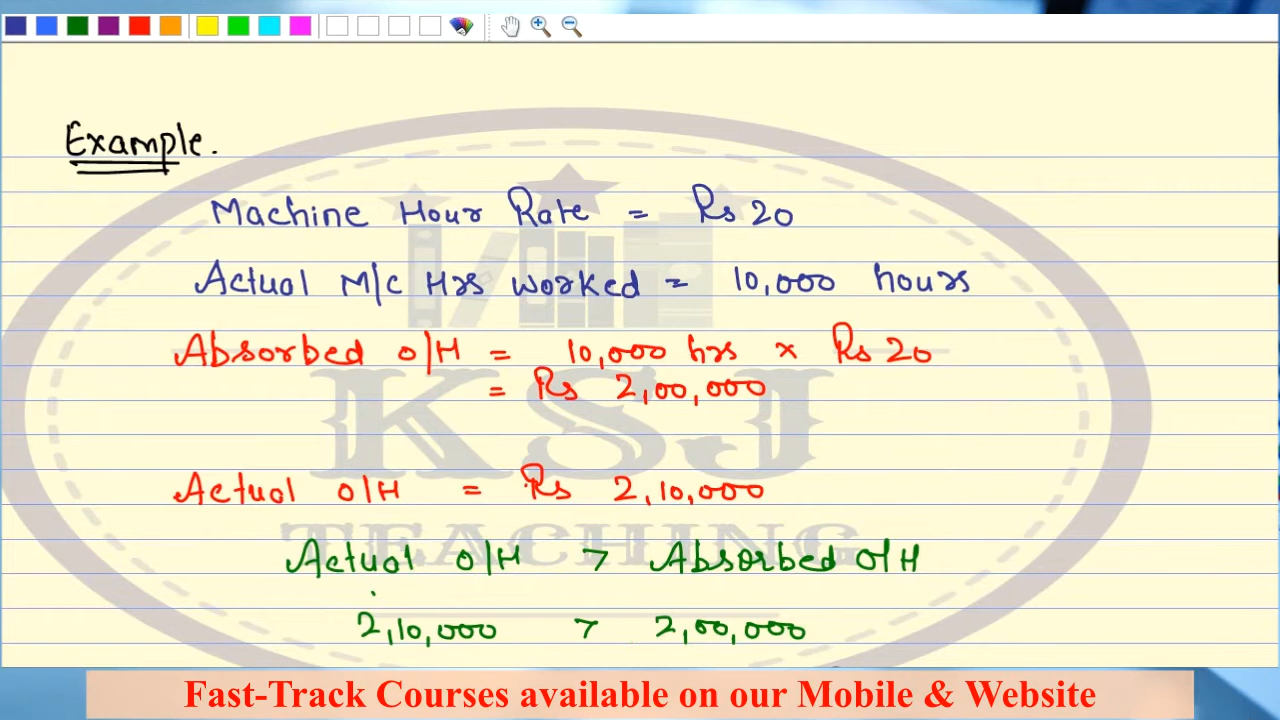 Example.
Machine Hour Rate = Rs 20
Actual M/C Hrs worked = 10,000 hours
Absorbed O/H = 10,000 hrs x Rs 20
= Rs 2,00,000
KSJ
Actual O/H = Rs 2,10,000
TEACHING
Actual O/H > Absorbed O/H
2,10,000 > 2,00,000
Fast-Track Courses available on our Mobile & Website